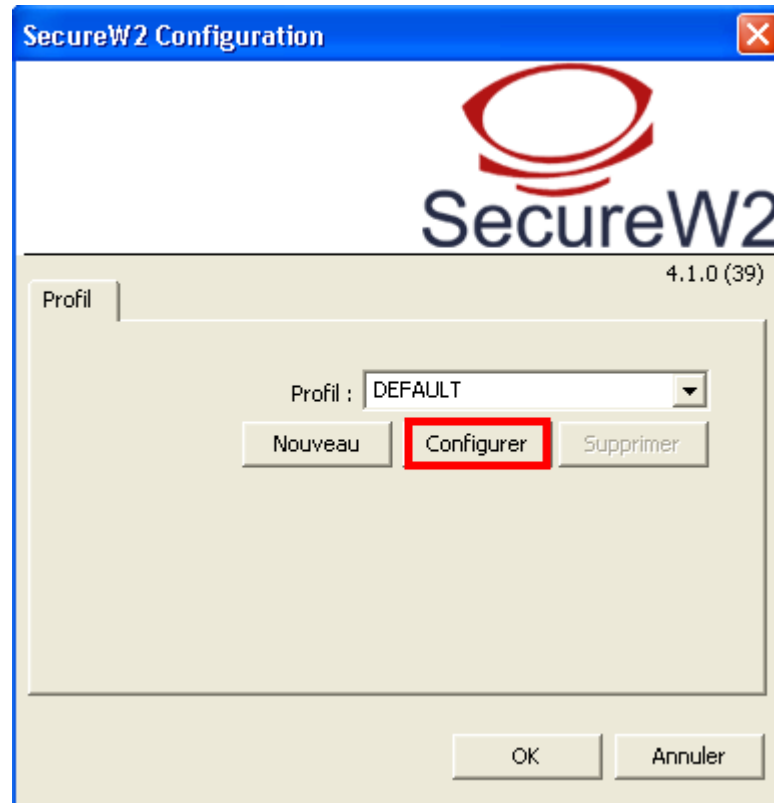 SecureW2 Configuration
SecureW2
4.1.0 (39)
Profil
Profil : DEFAULT
Nouveau Configurer Supprimer
OK Annuler